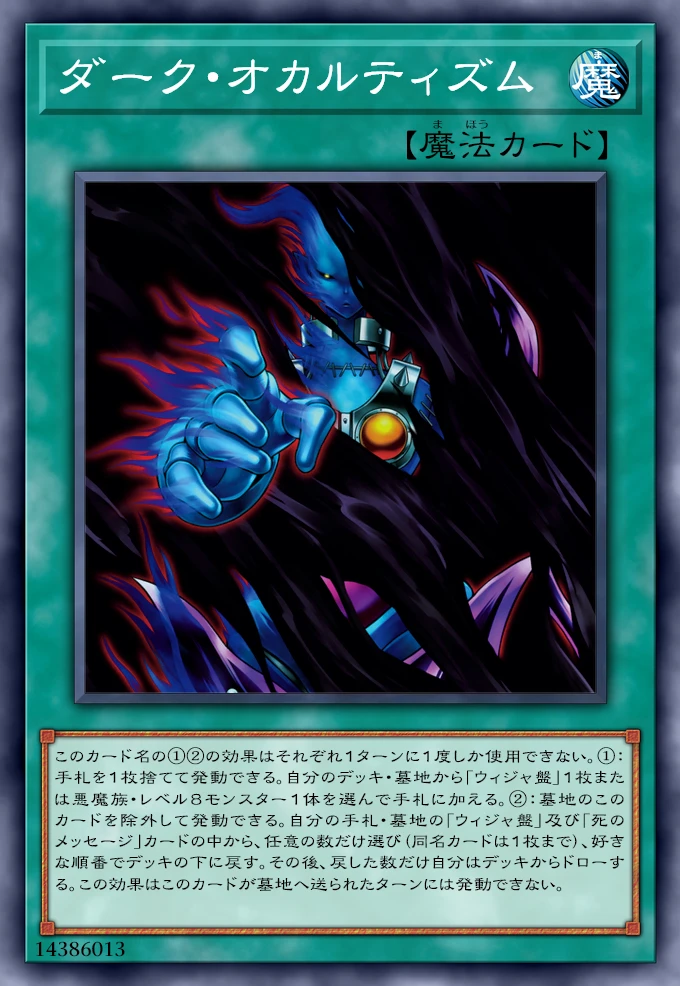 ダーク・オカルティズム
魔
ま
ま ほう
【魔法カード】
このカード名の①②の効果はそれぞれ1ターンに1度しか使用できない。①:
手札を1枚捨てて発動できる。自分のデッキ・墓地から「ウィジャ盤」1枚また
は悪魔族・レベル8モンスター1体を選んで手札に加える。②:墓地のこの
カードを除外して発動できる。自分の手札・墓地の「ウィジャ盤」及び「死の
メッセージ」カードの中から、任意の数だけ選び(同名カードは1枚まで)、好き
な順番でデッキの下に戻す。その後、戻した数だけ自分はデッキからドローす
る。この効果はこのカードが墓地へ送られたターンには発動できない。
14386013